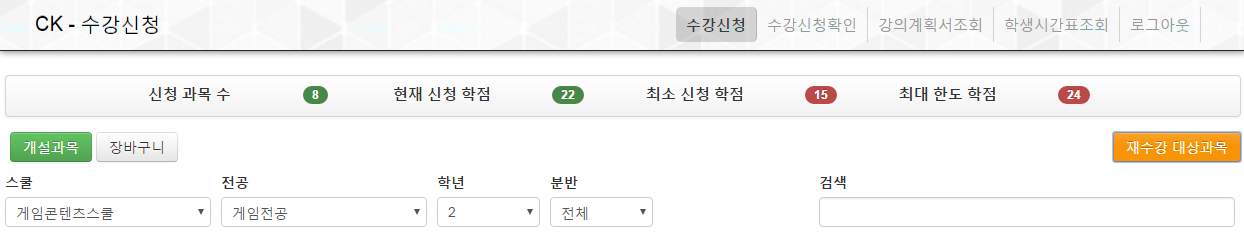 CK - 수강신청
수강신청 수강신청확인 강의계획서조회 학생시간표조회 로그아웃
신청 과목 수 8 현재 신청 학점 22 최소 신청 학점 15 최대 한도 학점 24
개설과목 장바구니 재수강 대상과목
스쿨 전공 학년 분반 검색
게임콘텐츠스쿨 게임전공 2 전체